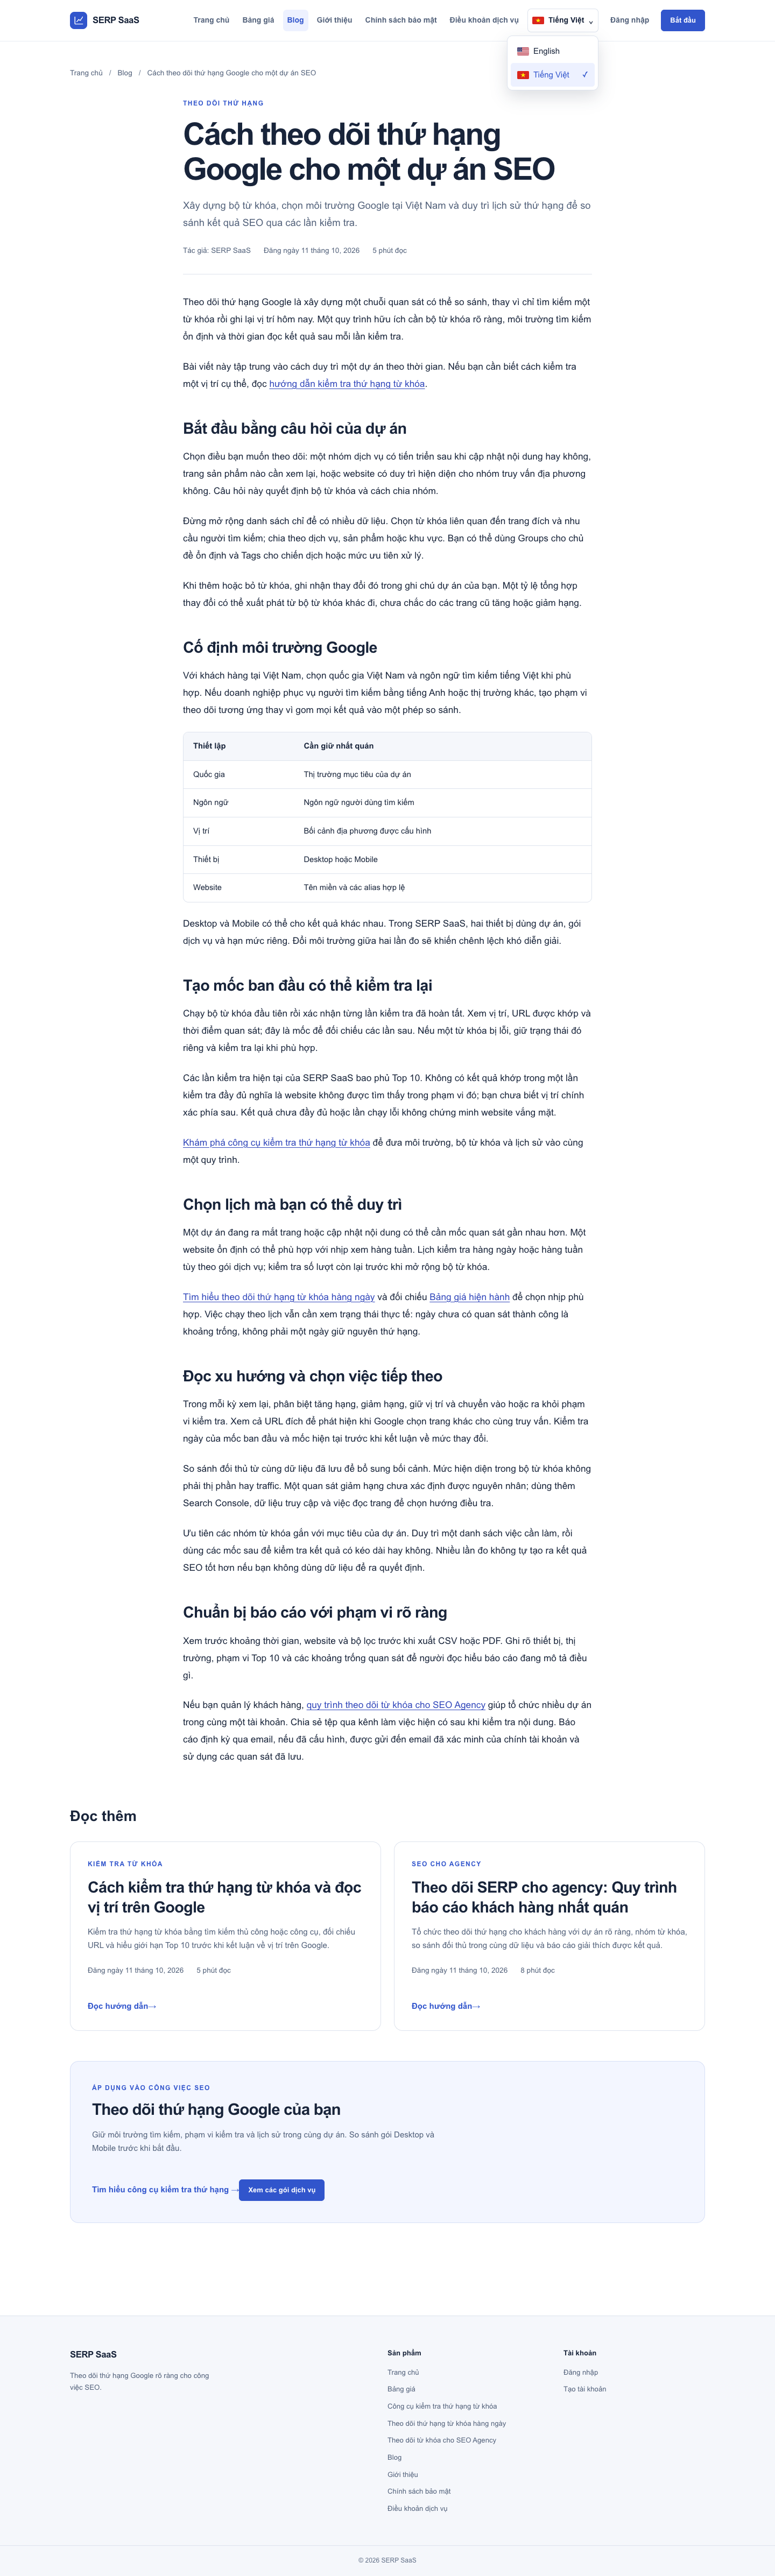 SERP SaaS
Trang chủ
Bảng giá
Blog
Giới thiệu
Chính sách bảo mật
Điều khoản dịch vụ
Tiếng Việt
Đăng nhập
Bắt đầu
English
Tiếng Việt ✓
Trang chủ / Blog / Cách theo dõi thứ hạng Google cho một dự án SEO
THEO DÕI THỨ HẠNG
Cách theo dõi thứ hạng
Google cho một dự án SEO
Xây dựng bộ từ khóa, chọn môi trường Google tại Việt Nam và duy trì lịch sử thứ hạng để so
sánh kết quả SEO qua các lần kiểm tra.
Tác giả: SERP SaaS
Đăng ngày 11 tháng 10, 2026
5 phút đọc
Theo dõi thứ hạng Google là xây dựng một chuỗi quan sát có thể so sánh, thay vì chỉ tìm kiếm một
từ khóa rồi ghi lại vị trí hôm nay. Một quy trình hữu ích cần bộ từ khóa rõ ràng, môi trường tìm kiếm
ổn định và thời gian đọc kết quả sau mỗi lần kiểm tra.
Bài viết này tập trung vào cách duy trì một dự án theo thời gian. Nếu bạn cần biết cách kiểm tra
một vị trí cụ thể, đọc hướng dẫn kiểm tra thứ hạng từ khóa.
Bắt đầu bằng câu hỏi của dự án
Chọn điều bạn muốn theo dõi: một nhóm dịch vụ có tiến triển sau khi cập nhật nội dung hay không,
trang sản phẩm nào cần xem lại, hoặc website có duy trì hiện diện cho nhóm truy vấn địa phương
không. Câu hỏi này quyết định bộ từ khóa và cách chia nhóm.
Đừng mở rộng danh sách chỉ để có nhiều dữ liệu. Chọn từ khóa liên quan đến trang đích và nhu
cầu người tìm kiếm; chia theo dịch vụ, sản phẩm hoặc khu vực. Bạn có thể dùng Groups cho chủ
đề ổn định và Tags cho chiến dịch hoặc mức ưu tiên xử lý.
Khi thêm hoặc bỏ từ khóa, ghi nhận thay đổi đó trong ghi chú dự án của bạn. Một tỷ lệ tổng hợp
thay đổi có thể xuất phát từ bộ từ khóa khác đi, chưa chắc do các trang cũ tăng hoặc giảm hạng.
Cố định môi trường Google
Với khách hàng tại Việt Nam, chọn quốc gia Việt Nam và ngôn ngữ tìm kiếm tiếng Việt khi phù
hợp. Nếu doanh nghiệp phục vụ người tìm kiếm bằng tiếng Anh hoặc thị trường khác, tạo phạm vi
theo dõi tương ứng thay vì gom mọi kết quả vào một phép so sánh.
Thiết lập
Cần giữ nhất quán
Quốc gia
Thị trường mục tiêu của dự án
Ngôn ngữ
Ngôn ngữ người dùng tìm kiếm
Vị trí
Bối cảnh địa phương được cấu hình
Thiết bị
Desktop hoặc Mobile
Website
Tên miền và các alias hợp lệ
Desktop và Mobile có thể cho kết quả khác nhau. Trong SERP SaaS, hai thiết bị dùng dự án, gói
dịch vụ và hạn mức riêng. Đổi môi trường giữa hai lần đo sẽ khiến chênh lệch khó diễn giải.
Tạo mốc ban đầu có thể kiểm tra lại
Chạy bộ từ khóa đầu tiên rồi xác nhận từng lần kiểm tra đã hoàn tất. Xem vị trí, URL được khớp và
thời điểm quan sát; đây là mốc để đối chiếu các lần sau. Nếu một từ khóa bị lỗi, giữ trạng thái đó
riêng và kiểm tra lại khi phù hợp.
Các lần kiểm tra hiện tại của SERP SaaS bao phủ Top 10. Không có kết quả khớp trong một lần
kiểm tra đầy đủ nghĩa là website không được tìm thấy trong phạm vi đó; bạn chưa biết vị trí chính
xác phía sau. Kết quả chưa đầy đủ hoặc lần chạy lỗi không chứng minh website vắng mặt.
Khám phá công cụ kiểm tra thứ hạng từ khóa để đưa môi trường, bộ từ khóa và lịch sử vào cùng
một quy trình.
Chọn lịch mà bạn có thể duy trì
Một dự án đang ra mắt trang hoặc cập nhật nội dung có thể cần mốc quan sát gần nhau hơn. Một
website ổn định có thể phù hợp với nhịp xem hàng tuần. Lịch kiểm tra hàng ngày hoặc hàng tuần
tùy theo gói dịch vụ; kiểm tra số lượt còn lại trước khi mở rộng bộ từ khóa.
Tìm hiểu theo dõi thứ hạng từ khóa hàng ngày và đối chiếu Bảng giá hiện hành để chọn nhịp phù
hợp. Việc chạy theo lịch vẫn cần xem trạng thái thực tế: ngày chưa có quan sát thành công là
khoảng trống, không phải một ngày giữ nguyên thứ hạng.
Đọc xu hướng và chọn việc tiếp theo
Trong mỗi kỳ xem lại, phân biệt tăng hạng, giảm hạng, giữ vị trí và chuyển vào hoặc ra khỏi phạm
vi kiểm tra. Xem cả URL đích để phát hiện khi Google chọn trang khác cho cùng truy vấn. Kiểm tra
ngày của mốc ban đầu và mốc hiện tại trước khi kết luận về mức thay đổi.
So sánh đối thủ từ cùng dữ liệu đã lưu để bổ sung bối cảnh. Mức hiện diện trong bộ từ khóa không
phải thị phần hay traffic. Một quan sát giảm hạng chưa xác định được nguyên nhân; dùng thêm
Search Console, dữ liệu truy cập và việc đọc trang để chọn hướng điều tra.
Ưu tiên các nhóm từ khóa gắn với mục tiêu của dự án. Duy trì một danh sách việc cần làm, rồi
dùng các mốc sau để kiểm tra kết quả có kéo dài hay không. Nhiều lần đo không tự tạo ra kết quả
SEO tốt hơn nếu bạn không dùng dữ liệu để ra quyết định.
Chuẩn bị báo cáo với phạm vi rõ ràng
Xem trước khoảng thời gian, website và bộ lọc trước khi xuất CSV hoặc PDF. Ghi rõ thiết bị, thị
trường, phạm vi Top 10 và các khoảng trống quan sát để người đọc hiểu báo cáo đang mô tả điều
gì.
Nếu bạn quản lý khách hàng, quy trình theo dõi từ khóa cho SEO Agency giúp tổ chức nhiều dự án
trong cùng một tài khoản. Chia sẻ tệp qua kênh làm việc hiện có sau khi kiểm tra nội dung. Báo
cáo định kỳ qua email, nếu đã cấu hình, được gửi đến email đã xác minh của chính tài khoản và
sử dụng các quan sát đã lưu.
Đọc thêm
KIỂM TRA TỪ KHÓA
Cách kiểm tra thứ hạng từ khóa và đọc
vị trí trên Google
Kiểm tra thứ hạng từ khóa bằng tìm kiếm thủ công hoặc công cụ, đối chiếu
URL và hiểu giới hạn Top 10 trước khi kết luận về vị trí trên Google.
Đăng ngày 11 tháng 10, 2026
5 phút đọc
Đọc hướng dẫn→
SEO CHO AGENCY
Theo dõi SERP cho agency: Quy trình
báo cáo khách hàng nhất quán
Tổ chức theo dõi thứ hạng cho khách hàng với dự án rõ ràng, nhóm từ khóa,
so sánh đối thủ trong cùng dữ liệu và báo cáo giải thích được kết quả.
Đăng ngày 11 tháng 10, 2026
8 phút đọc
Đọc hướng dẫn→
ÁP DỤNG VÀO CÔNG VIỆC SEO
Theo dõi thứ hạng Google của bạn
Giữ môi trường tìm kiếm, phạm vi kiểm tra và lịch sử trong cùng dự án. So sánh gói Desktop và
Mobile trước khi bắt đầu.
Tìm hiểu công cụ kiểm tra thứ hạng →
Xem các gói dịch vụ
SERP SaaS
Theo dõi thứ hạng Google rõ ràng cho công
việc SEO.
Sản phẩm
Trang chủ
Bảng giá
Công cụ kiểm tra thứ hạng từ khóa
Theo dõi thứ hạng từ khóa hàng ngày
Theo dõi từ khóa cho SEO Agency
Blog
Giới thiệu
Chính sách bảo mật
Điều khoản dịch vụ
Tài khoản
Đăng nhập
Tạo tài khoản
© 2026 SERP SaaS